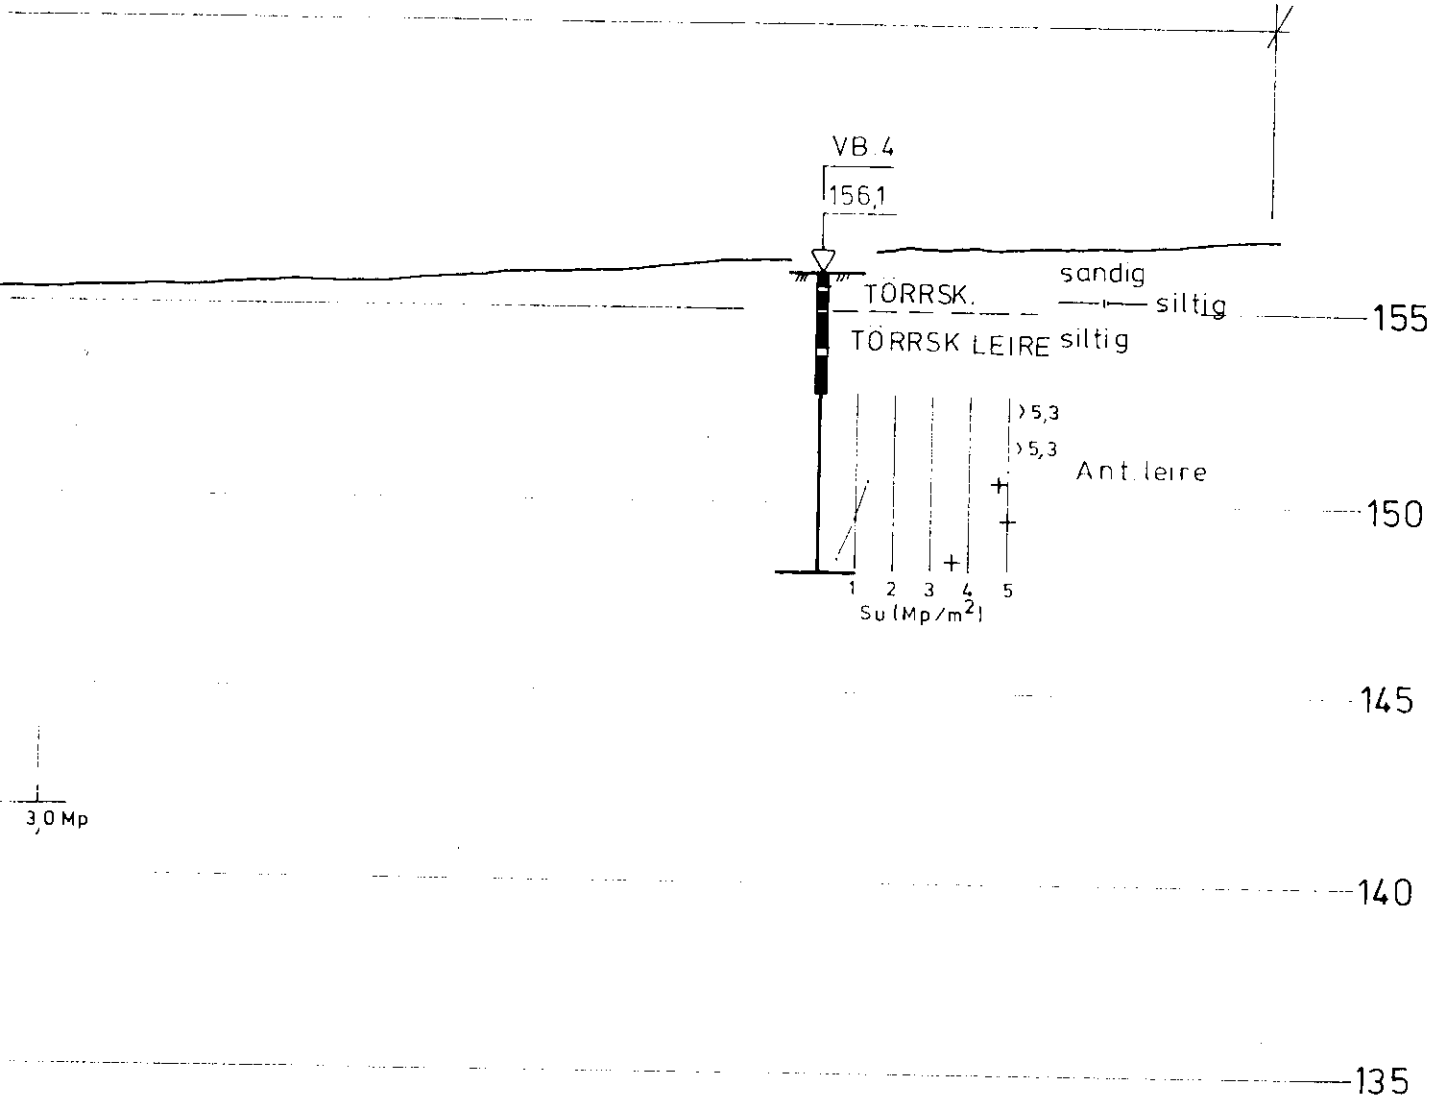 VB.4
156,1
sandig
TÖRRSK. siltig
155
TÖRRSK LEIRE siltig
>5,3
>5,3
Ant. leire
150
1 2 3 4 5
Su (Mp/m²)
145
3,0 Mp
140
135